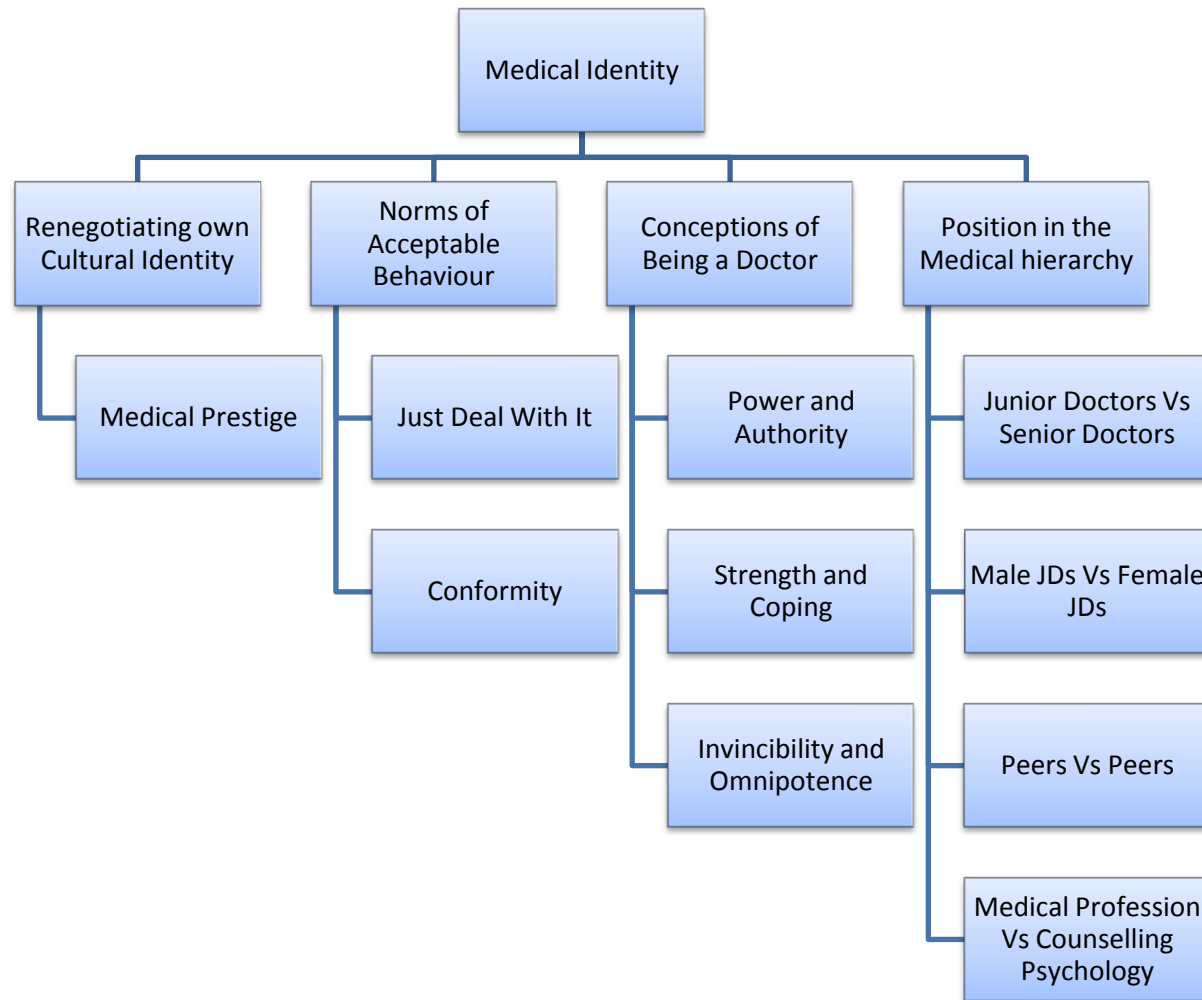 Medical Identity
Renegotiating own
Cultural Identity
Norms of
Acceptable
Behaviour
Conceptions of
Being a Doctor
Position in the
Medical hierarchy
Medical Prestige
Just Deal With It
Power and
Authority
Junior Doctors Vs
Senior Doctors
Conformity
Strength and
Coping
Male JDs Vs Female
JDs
Invincibility and
Omnipotence
Peers Vs Peers
Medical Profession
Vs Counselling
Psychology